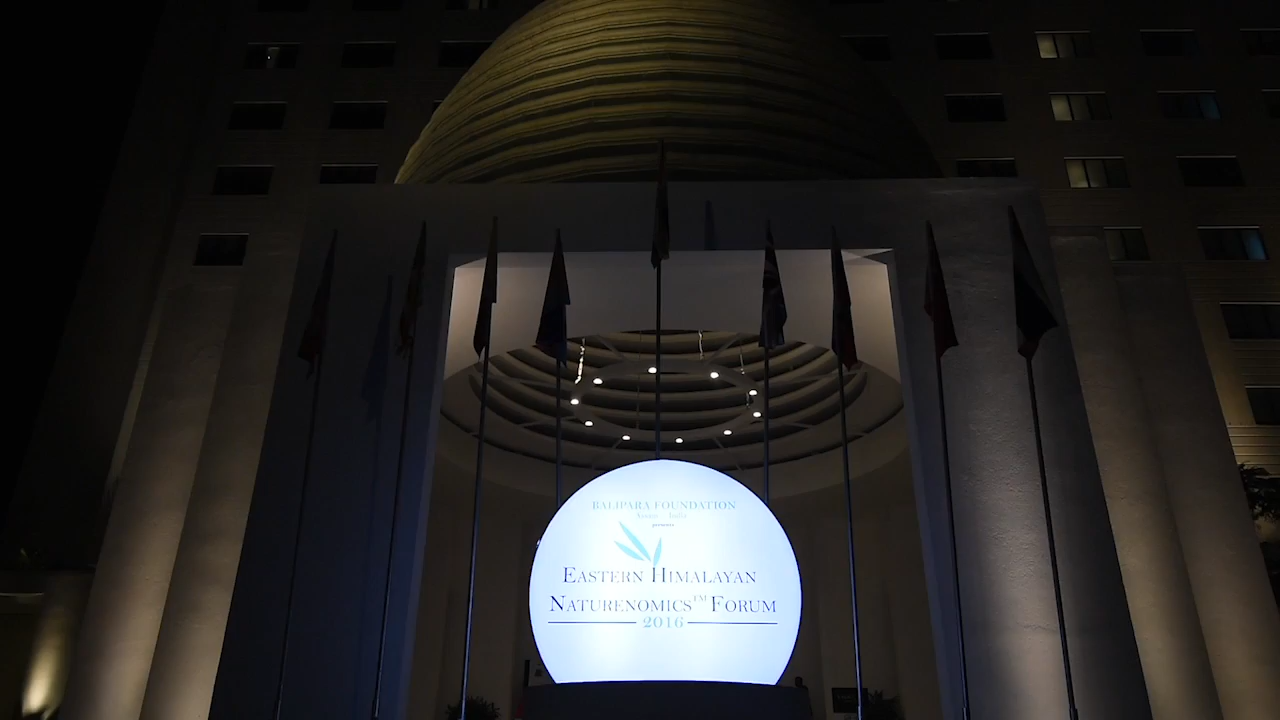 BALIPARA FOUNDATION
Assam India
presents
EASTERN HIMALAYAN
NATURENOMICS™ FORUM
2016